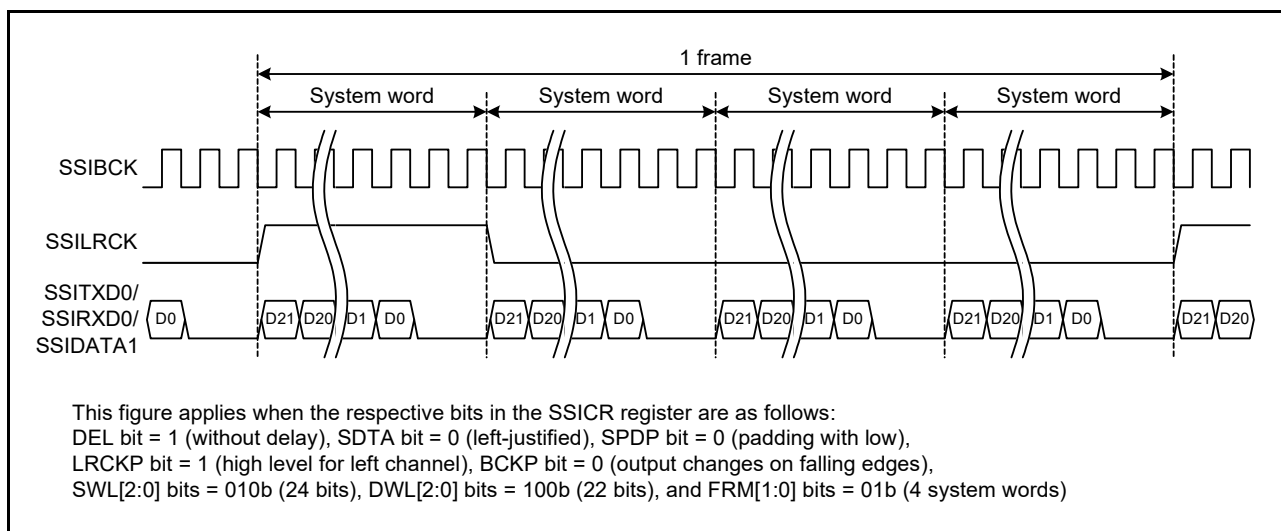 1 frame
System word System word System word System word
SSIBCK
SSILRCK
SSITXD0/
SSIRXD0/
SSIDATA1
D0 D21 D20 D1 D0 D21 D20 D1 D0 D21 D20 D1 D0 D21 D20 D1 D0 D21 D20
This figure applies when the respective bits in the SSICR register are as follows:
DEL bit = 1 (without delay), SDTA bit = 0 (left-justified), SPDP bit = 0 (padding with low),
LRCKP bit = 1 (high level for left channel), BCKP bit = 0 (output changes on falling edges),
SWL[2:0] bits = 010b (24 bits), DWL[2:0] bits = 100b (22 bits), and FRM[1:0] bits = 01b (4 system words)